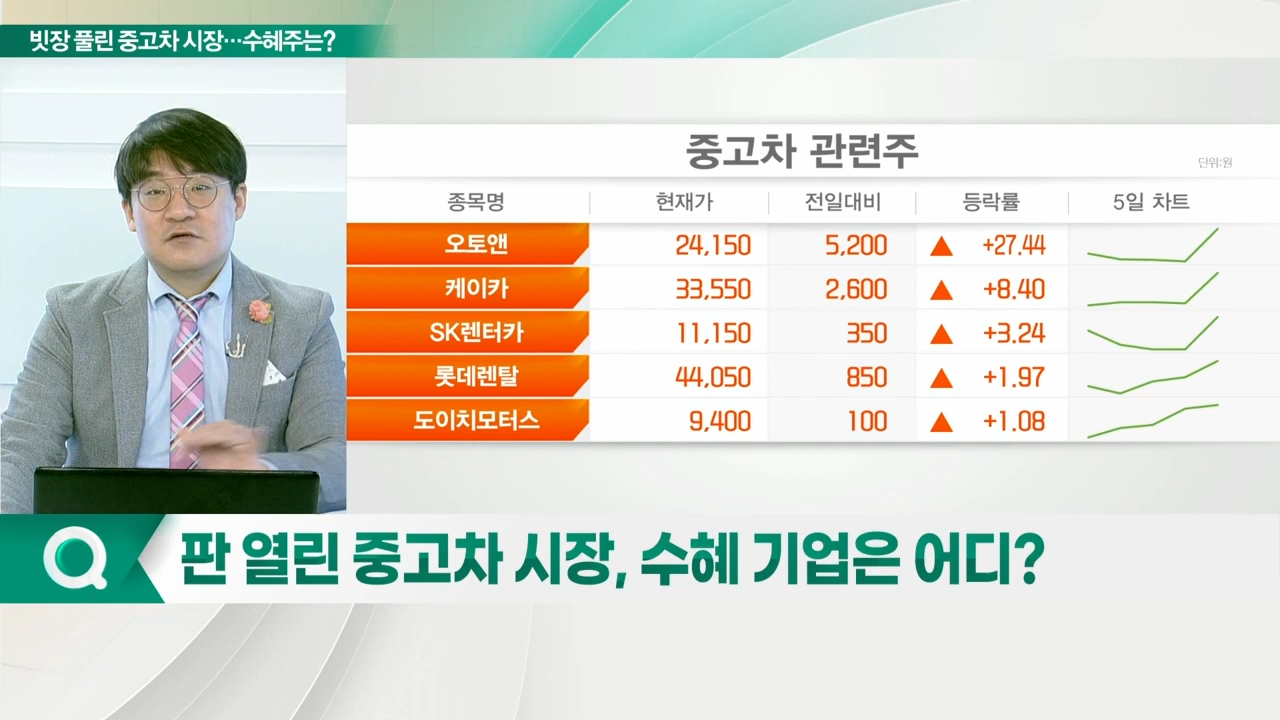 빗장 풀린 중고차 시장…수혜주는?
중고차 관련주
단위:원
종목명 현재가 전일대비 등락률 5일 차트
오토앤 24,150 5,200 ▲ +27.44
케이카 33,550 2,600 ▲ +8.40
SK렌터카 11,150 350 ▲ +3.24
롯데렌탈 44,050 850 ▲ +1.97
도이치모터스 9,400 100 ▲ +1.08
판 열린 중고차 시장, 수혜 기업은 어디?